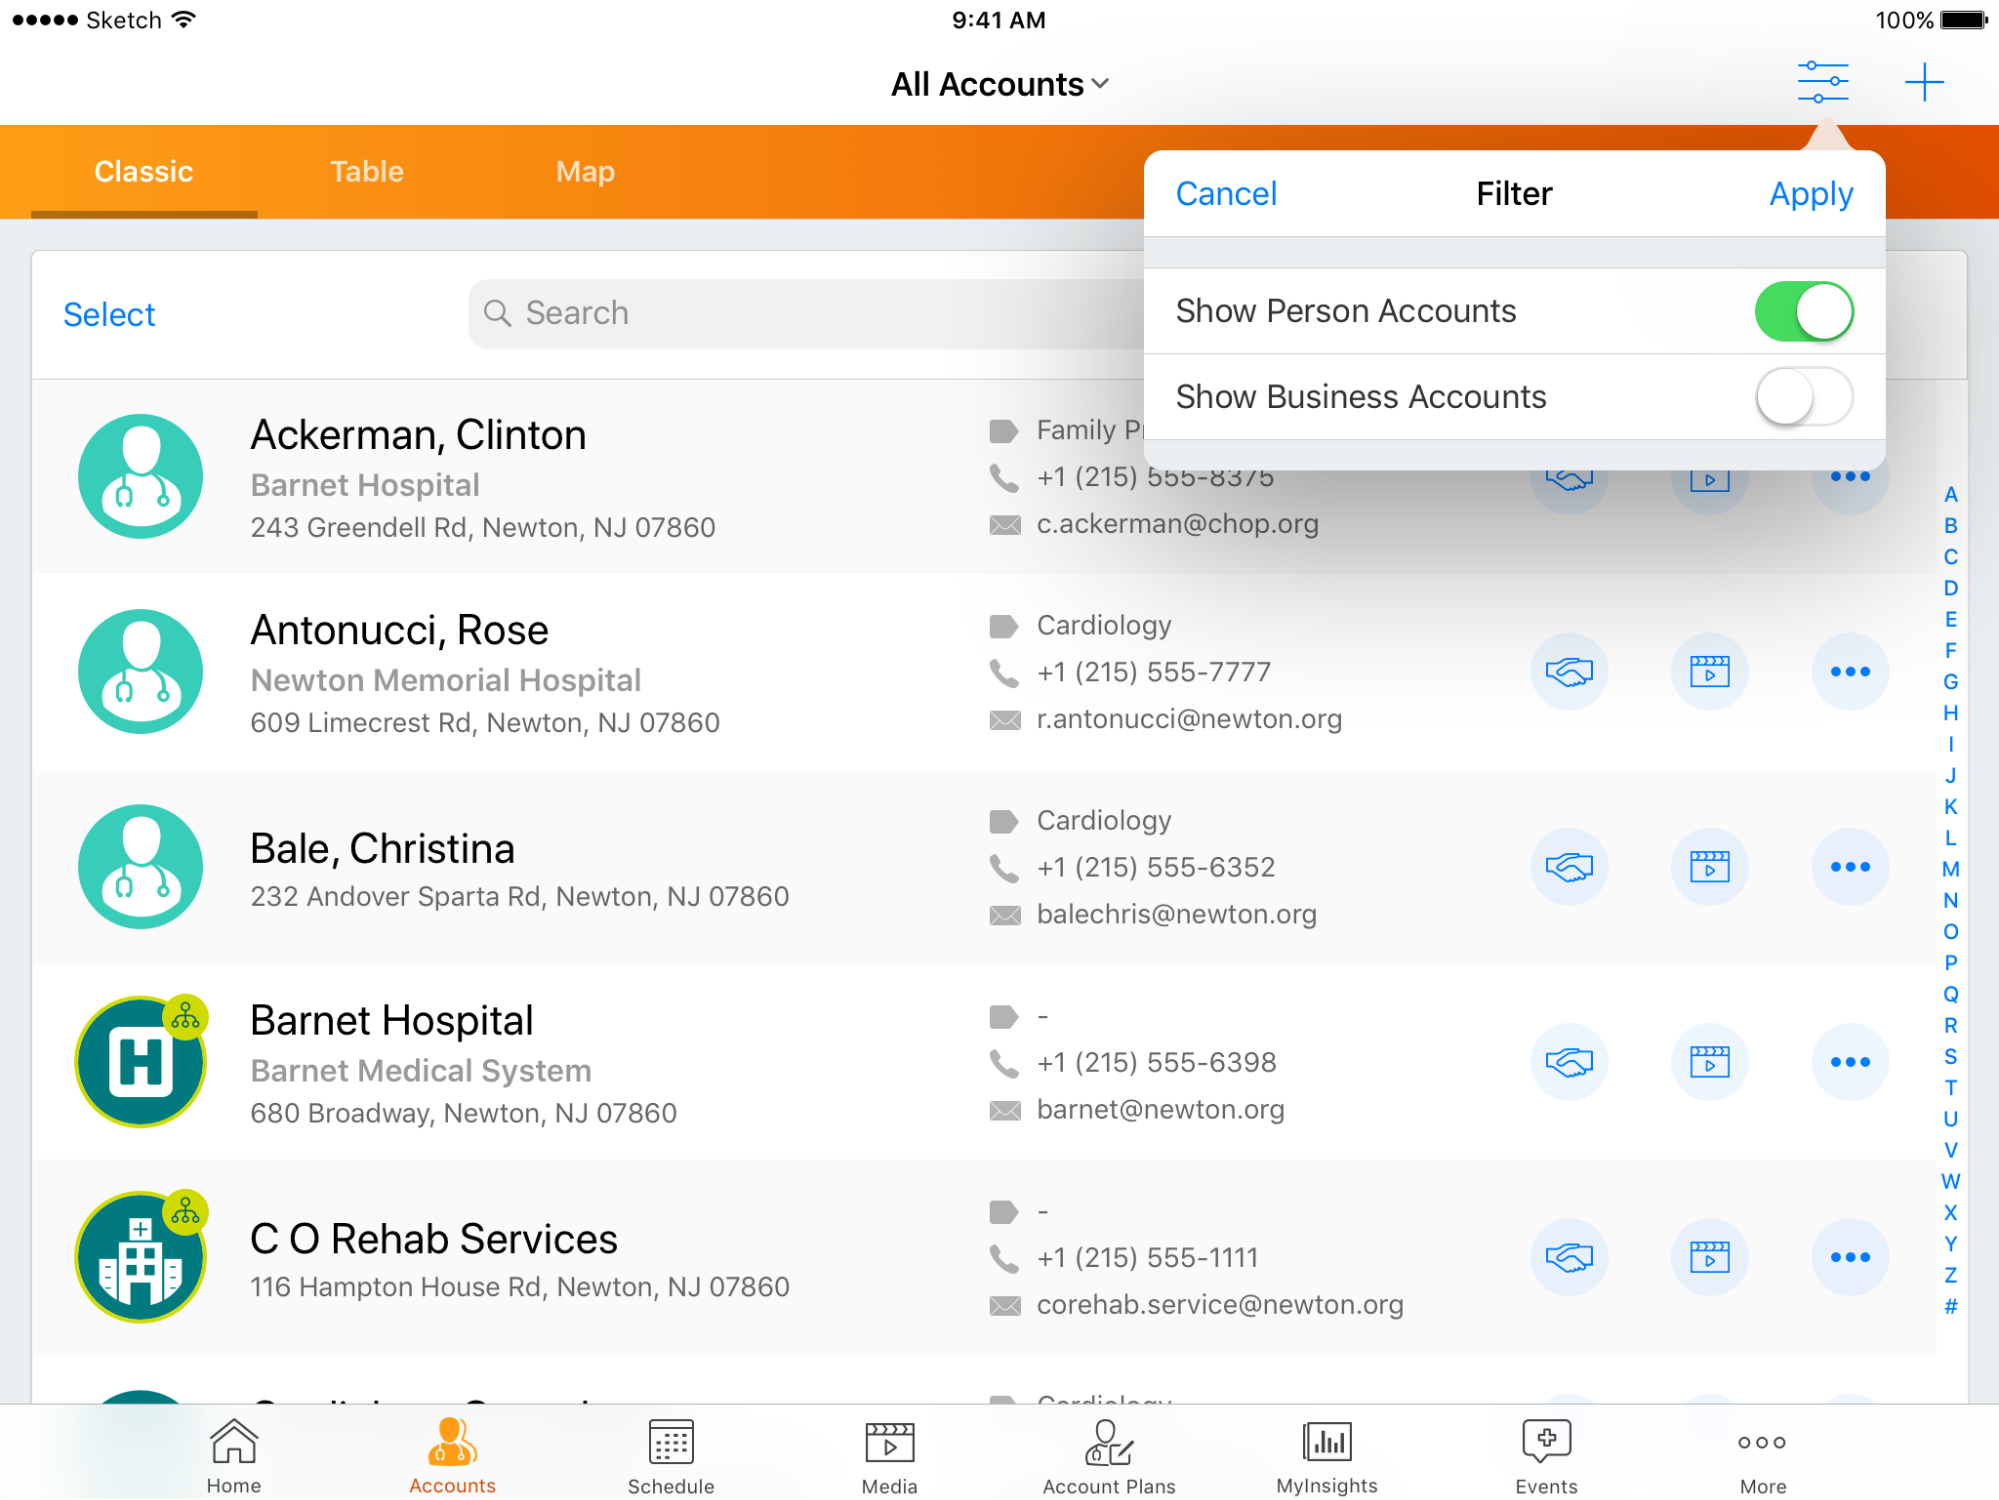 Sketch
9:41 AM
100%
All Accounts
Classic
Table
Map
Cancel
Filter
Apply
Show Person Accounts
Show Business Accounts
Select
Search
Ackerman, Clinton
Barnet Hospital
243 Greendell Rd, Newton, NJ 07860
Family
+1 (215) 555-8375
c.ackerman@chop.org
Antonucci, Rose
Newton Memorial Hospital
609 Limecrest Rd, Newton, NJ 07860
Cardiology
+1 (215) 555-7777
r.antonucci@newton.org
Bale, Christina
232 Andover Sparta Rd, Newton, NJ 07860
Cardiology
+1 (215) 555-6352
balechris@newton.org
Barnet Hospital
Barnet Medical System
680 Broadway, Newton, NJ 07860
-
+1 (215) 555-6398
barnet@newton.org
C O Rehab Services
116 Hampton House Rd, Newton, NJ 07860
-
+1 (215) 555-1111
corehab.service@newton.org
Cardiology
A
B
C
D
E
F
G
H
I
J
K
L
M
N
O
P
Q
R
S
T
U
V
W
X
Y
Z
#
Home
Accounts
Schedule
Media
Account Plans
MyInsights
Events
More